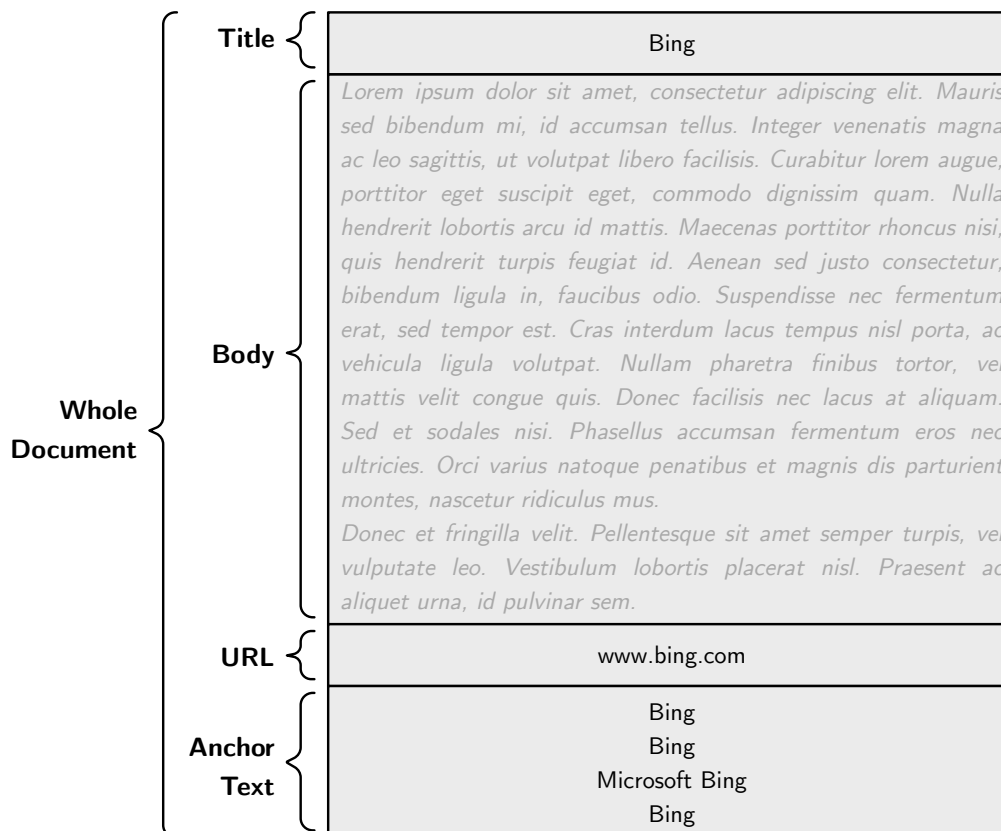 Title
Bing
Lorem ipsum dolor sit amet, consectetur adipiscing elit. Mauris
sed bibendum mi, id accumsan tellus. Integer venenatis magna
ac leo sagittis, ut volutpat libero facilisis. Curabitur lorem augue,
porttitor eget suscipit eget, commodo dignissim quam. Nulla
hendrerit lobortis arcu id mattis. Maecenas porttitor rhoncus nisi,
quis hendrerit turpis feugiat id. Aenean sed justo consectetur,
bibendum ligula in, faucibus odio. Suspendisse nec fermentum
erat, sed tempor est. Cras interdum lacus tempus nisl porta, ac
vehicula ligula volutpat. Nullam pharetra finibus tortor, vel
mattis velit congue quis. Donec facilisis nec lacus at aliquam.
Sed et sodales nisi. Phasellus accumsan fermentum eros nec
ultricies. Orci varius natoque penatibus et magnis dis parturient
montes, nascetur ridiculus mus.
Donec et fringilla velit. Pellentesque sit amet semper turpis, vel
vulputate leo. Vestibulum lobortis placerat nisl. Praesent ac
aliquet urna, id pulvinar sem.
Body
Whole
Document
URL
www.bing.com
Anchor
Text
Bing
Bing
Microsoft Bing
Bing